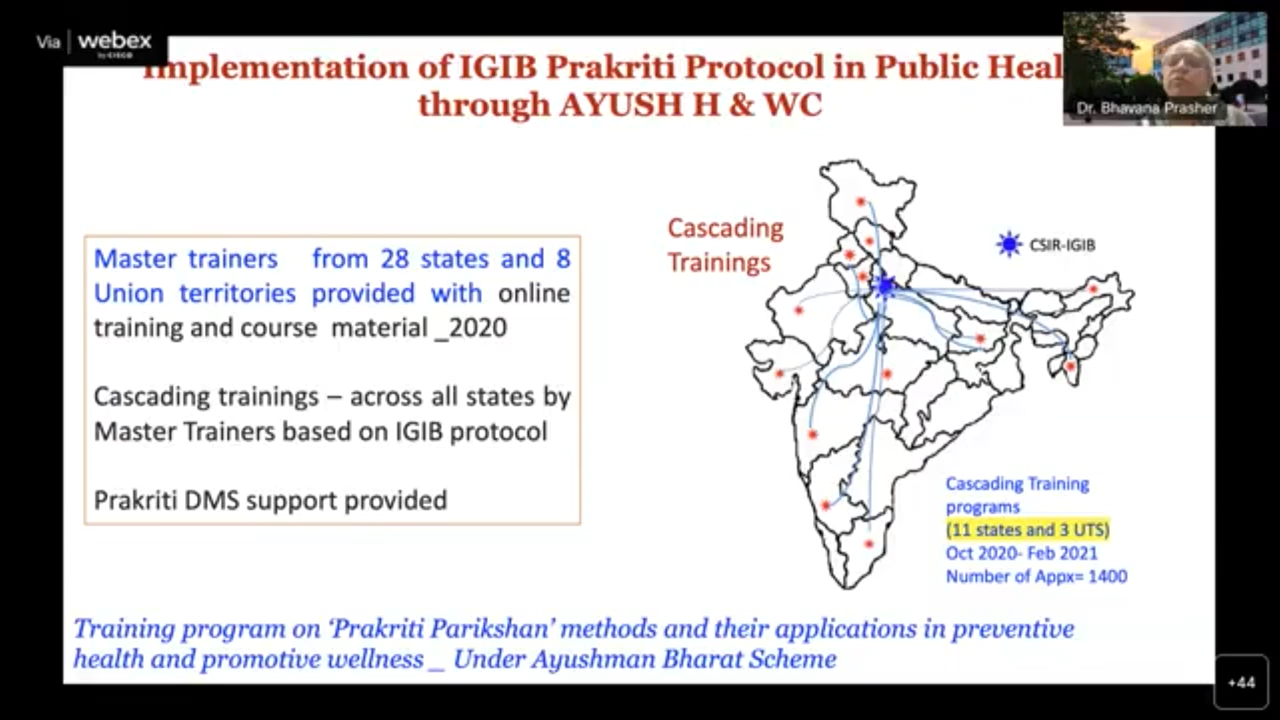 Via webex
by CISCO
Implementation of IGIB Prakriti Protocol in Public Heal
through AYUSH H & WC
Dr. Bhavana Prasher
Master trainers from 28 states and 8
Union territories provided with online
training and course material _2020
Cascading trainings – across all states by
Master Trainers based on IGIB protocol
Prakriti DMS support provided
Cascading
Trainings
CSIR-IGIB
Cascading Training
programs
(11 states and 3 UTS)
Oct 2020- Feb 2021
Number of Appx= 1400
Training program on ‘Prakriti Parikshan’ methods and their applications in preventive
health and promotive wellness _ Under Ayushman Bharat Scheme
+44